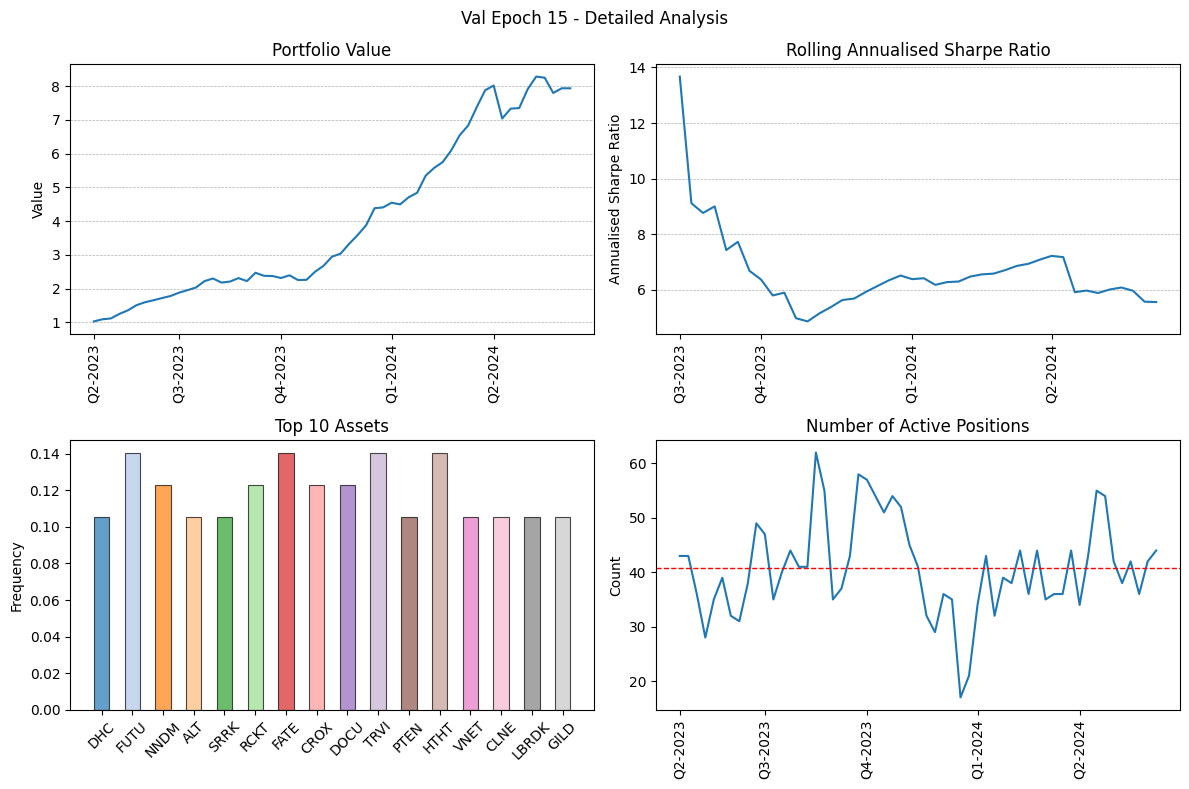 Val Epoch 15 - Detailed Analysis
Portfolio Value
Value
8
7
6
5
4
3
2
1
Q2-2023
Q3-2023
Q4-2023
Q1-2024
Q2-2024
Rolling Annualised Sharpe Ratio
Annualised Sharpe Ratio
14
12
10
8
6
Q3-2023
Q4-2023
Q1-2024
Q2-2024
Top 10 Assets
Frequency
0.14
0.12
0.10
0.08
0.06
0.04
0.02
0.00
DHC
FUTU
NNDM
ALT
SRRK
RCKT
FATE
CROX
DOCU
TRVI
PTEN
HTHT
VNET
CLNE
LBRDK
GILD
Number of Active Positions
Count
60
50
40
30
20
Q2-2023
Q3-2023
Q4-2023
Q1-2024
Q2-2024